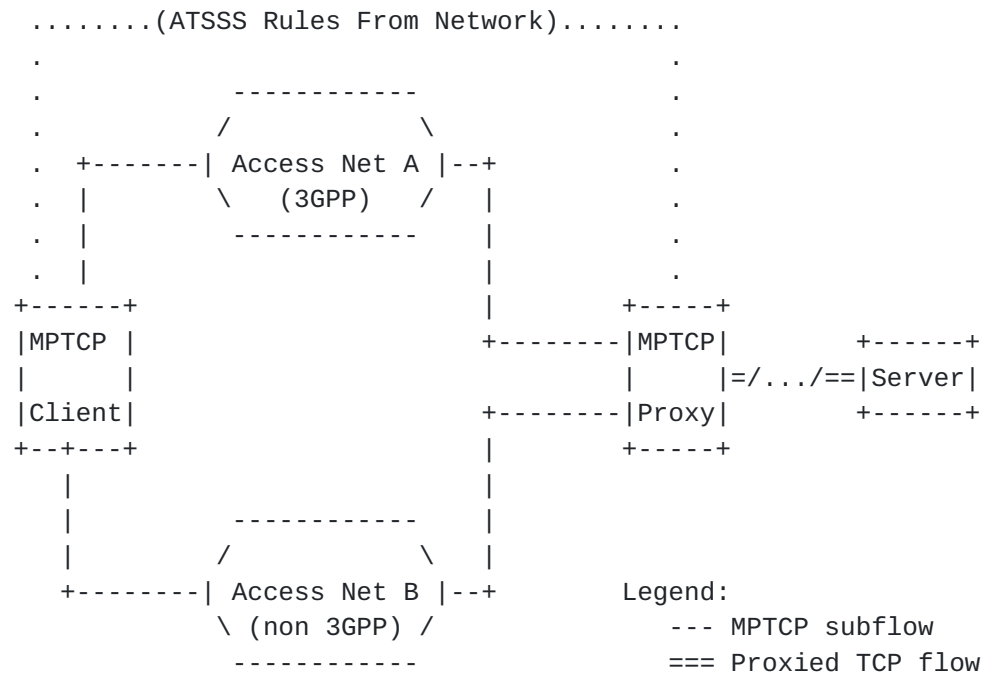 (ATSSS Rules From Network)
Access Net A
(3GPP)
MPTCP MPTCP
=/.../== Server
Client Proxy
Access Net B Legend:
(non 3GPP) --- MPTCP subflow
=== Proxied TCP flow